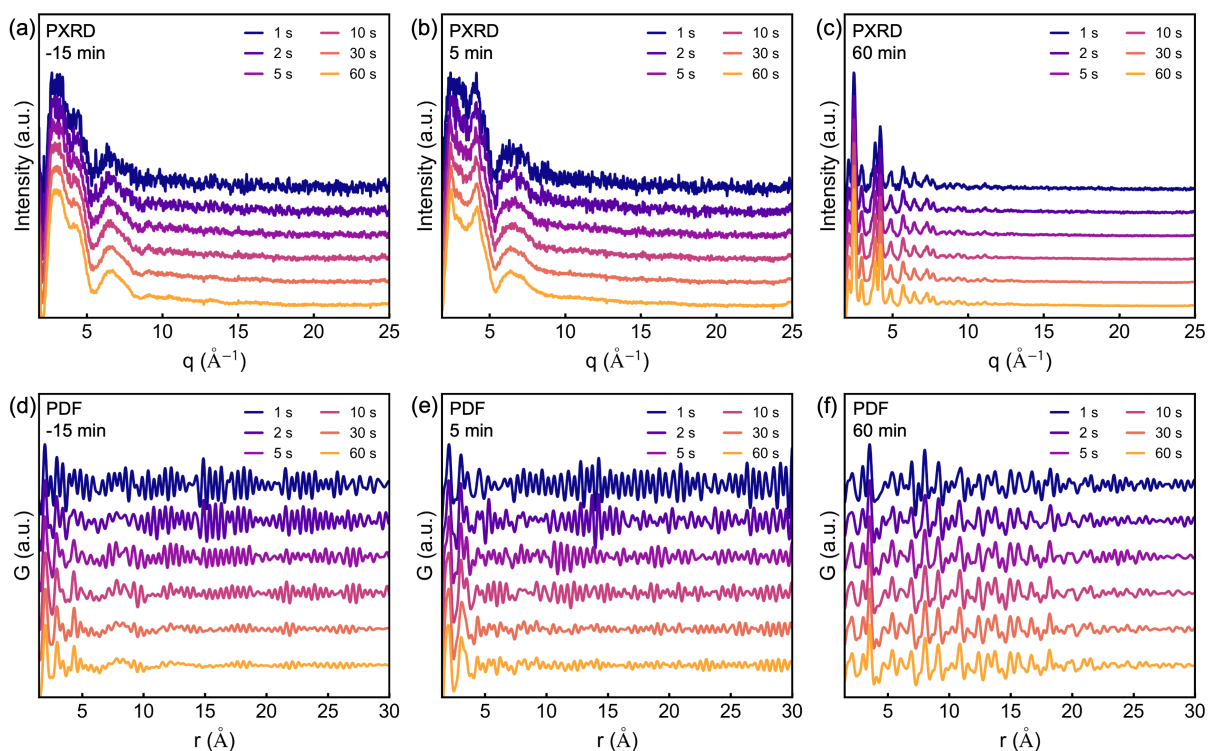 (a)
PXRD
-15 min
1 s
2 s
5 s
10 s
30 s
60 s
Intensity (a.u.)
5
10
15
20
25
q (Å⁻¹)
(b)
PXRD
5 min
1 s
2 s
5 s
10 s
30 s
60 s
Intensity (a.u.)
5
10
15
20
25
q (Å⁻¹)
(c)
PXRD
60 min
1 s
2 s
5 s
10 s
30 s
60 s
Intensity (a.u.)
5
10
15
20
25
q (Å⁻¹)
(d)
PDF
-15 min
1 s
2 s
5 s
10 s
30 s
60 s
G (a.u.)
5
10
15
20
25
30
r (Å)
(e)
PDF
5 min
1 s
2 s
5 s
10 s
30 s
60 s
G (a.u.)
5
10
15
20
25
30
r (Å)
(f)
PDF
60 min
1 s
2 s
5 s
10 s
30 s
60 s
G (a.u.)
5
10
15
20
25
30
r (Å)